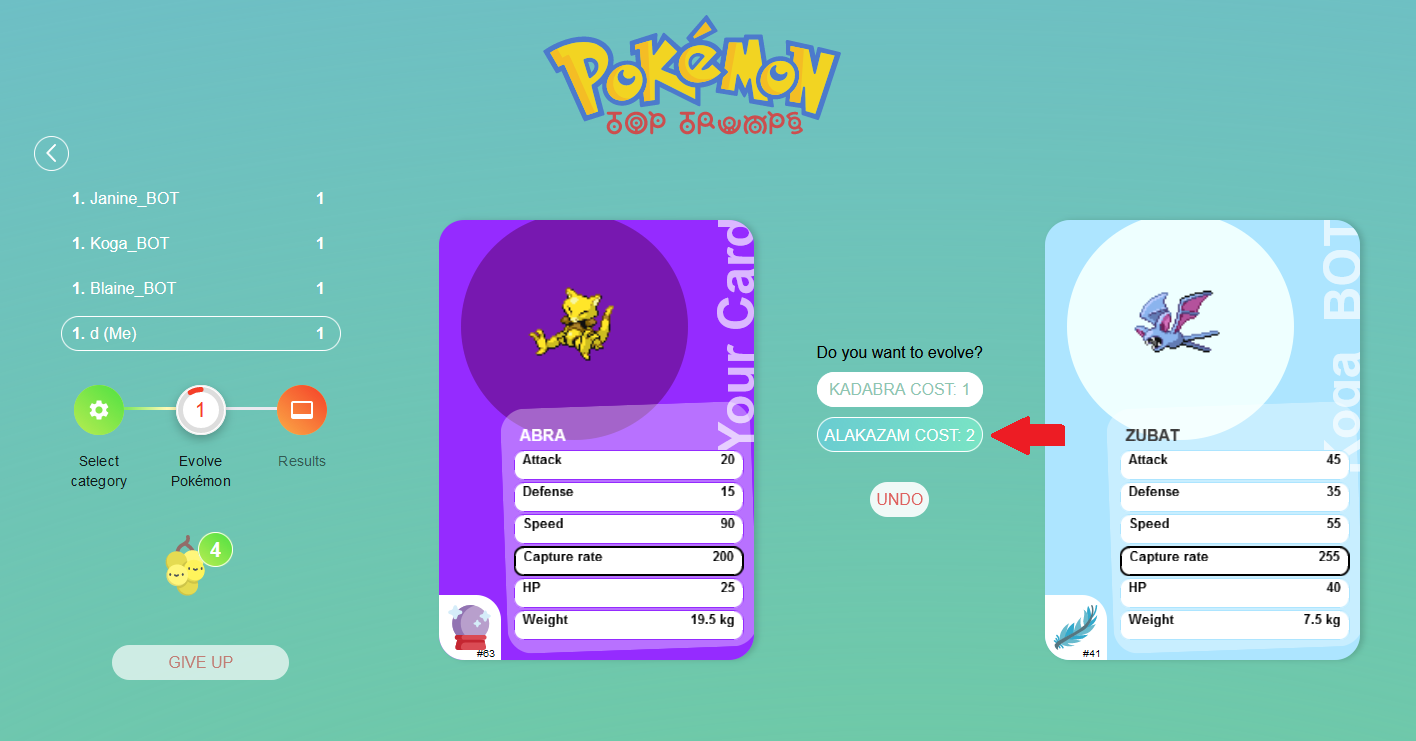 POKéMON
TOP TRUMPS
1. Janine_BOT 1
1. Koga_BOT 1
1. Blaine_BOT 1
1. d (Me) 1
1
Select category
Evolve Pokémon
Results
4
GIVE UP
Your Card
ABRA
Attack 20
Defense 15
Speed 90
Capture rate 200
HP 25
Weight 19.5 kg
#63
Do you want to evolve?
KADABRA COST: 1
ALAKAZAM COST: 2
UNDO
Koga_BOT
ZUBAT
Attack 45
Defense 35
Speed 55
Capture rate 255
HP 40
Weight 7.5 kg
#41